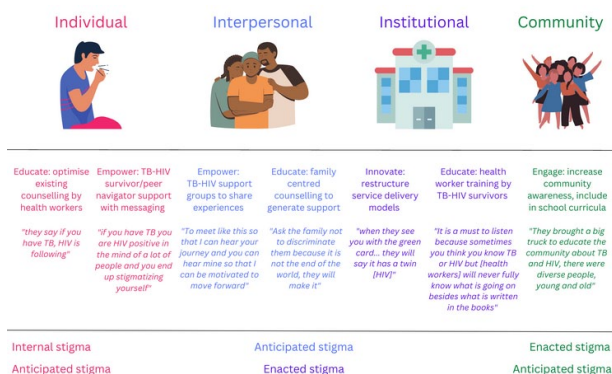 Individual
Interpersonal
Institutional
Community
Educate: optimise
existing
counselling by
health workers
"they say if you
have TB, HIV is
following"
Empower: TB-HIV
survivor/peer
navigator support
with messaging
"if you have TB you
are HIV positive in
the mind of a lot of
people and you end
up stigmatizing
yourself"
Empower:
TB-HIV support
groups to share
experiences
"To meet like this so
that I can hear your
journey and you can
hear mine so that I
can be motivated to
move forward"
Educate: family
centred
counselling to
generate support
"Ask the family not
to discriminate
them because it is
not the end of the
world, they will
make it"
Innovate:
restructure
service delivery
models
"when they see
you with the green
card... they will
say it has a twin
[HIV]"
Educate: health
worker training by
TB-HIV survivors
"It is a must to listen
because sometimes
you think you know TB
or HIV but [health
workers] will never fully
know what is going on
besides what is written
in the books"
Engage: increase
community
awareness, include
in school curricula
"They brought a big
truck to educate the
community about TB
and HIV, there were
diverse people,
young and old"
Internal stigma
Anticipated stigma
Anticipated stigma
Enacted stigma
Enacted stigma
Anticipated stigma